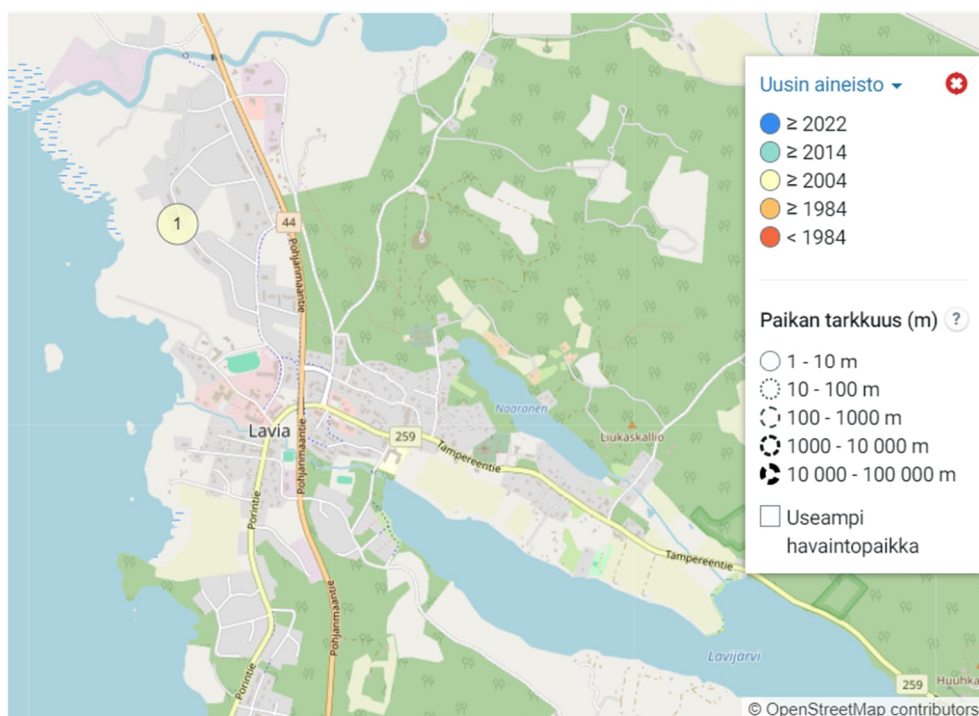 Uusin aineisto
≥ 2022
≥ 2014
≥ 2004
≥ 1984
< 1984
Paikan tarkkuus (m) ?
1 - 10 m
10 - 100 m
100 - 1000 m
1000 - 10 000 m
10 000 - 100 000 m
Useampi
havaintopaikka
1
44
Pohjanmaantie
Naaranen
Liukaskallio
Lavia
259
Tampereentie
Pohjanmaantie
Porintie
Tampereentie
Pohjanmaantie
Lavijärvi
Porintie
259
Huuhka
© OpenStreetMap contributors